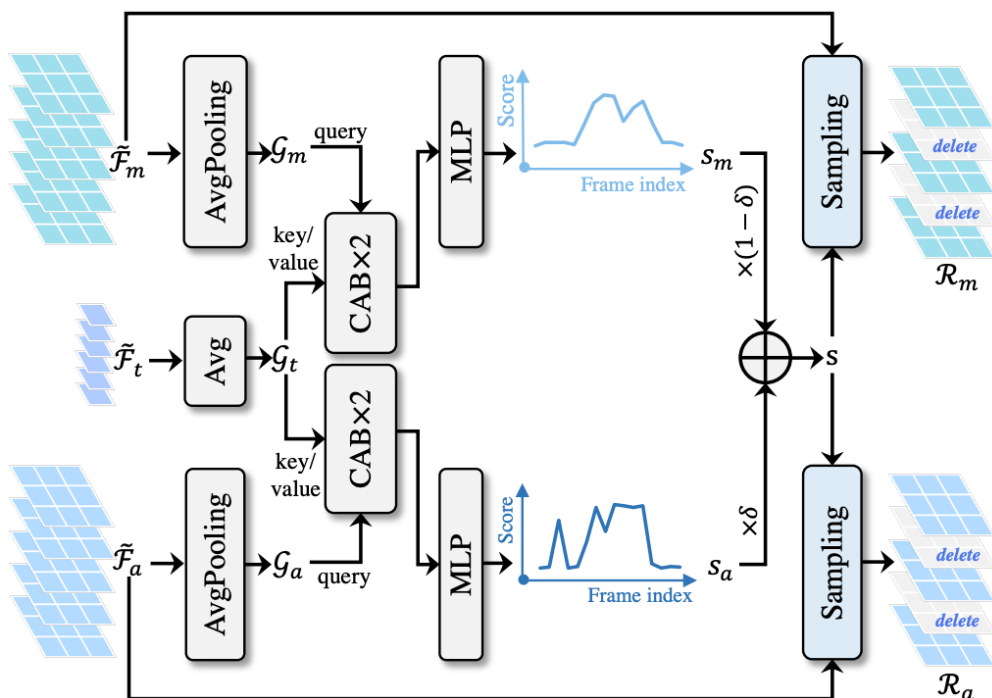 F̃m
AvgPooling
Gm
query
key/
value
CAB×2
MLP
Score
Frame index
sm
×(1 − δ)
Sampling
delete
delete
Rm
F̃t
Avg
Gt
s
F̃a
AvgPooling
Ga
query
key/
value
CAB×2
MLP
Score
Frame index
sa
×δ
Sampling
delete
delete
Ra